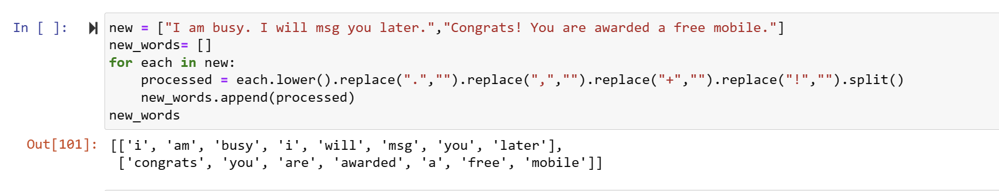 In [ ]: new = ["I am busy. I will msg you later.","Congrats! You are awarded a free mobile."]
new_words= []
for each in new:
    processed = each.lower().replace(".","").replace(",","").replace("+","").replace("!","").split()
    new_words.append(processed)
new_words
Out[101]: [['i', 'am', 'busy', 'i', 'will', 'msg', 'you', 'later'],
 ['congrats', 'you', 'are', 'awarded', 'a', 'free', 'mobile']]